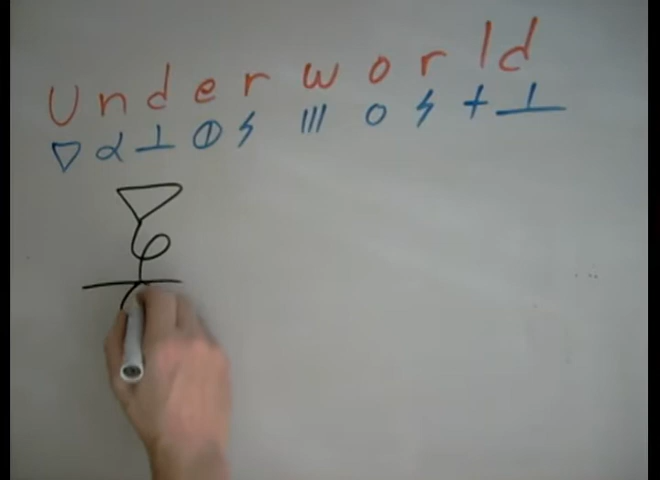 Underworld
▽ α ⊥ ⦶ ϟ ||| ○ ϟ + ⊥